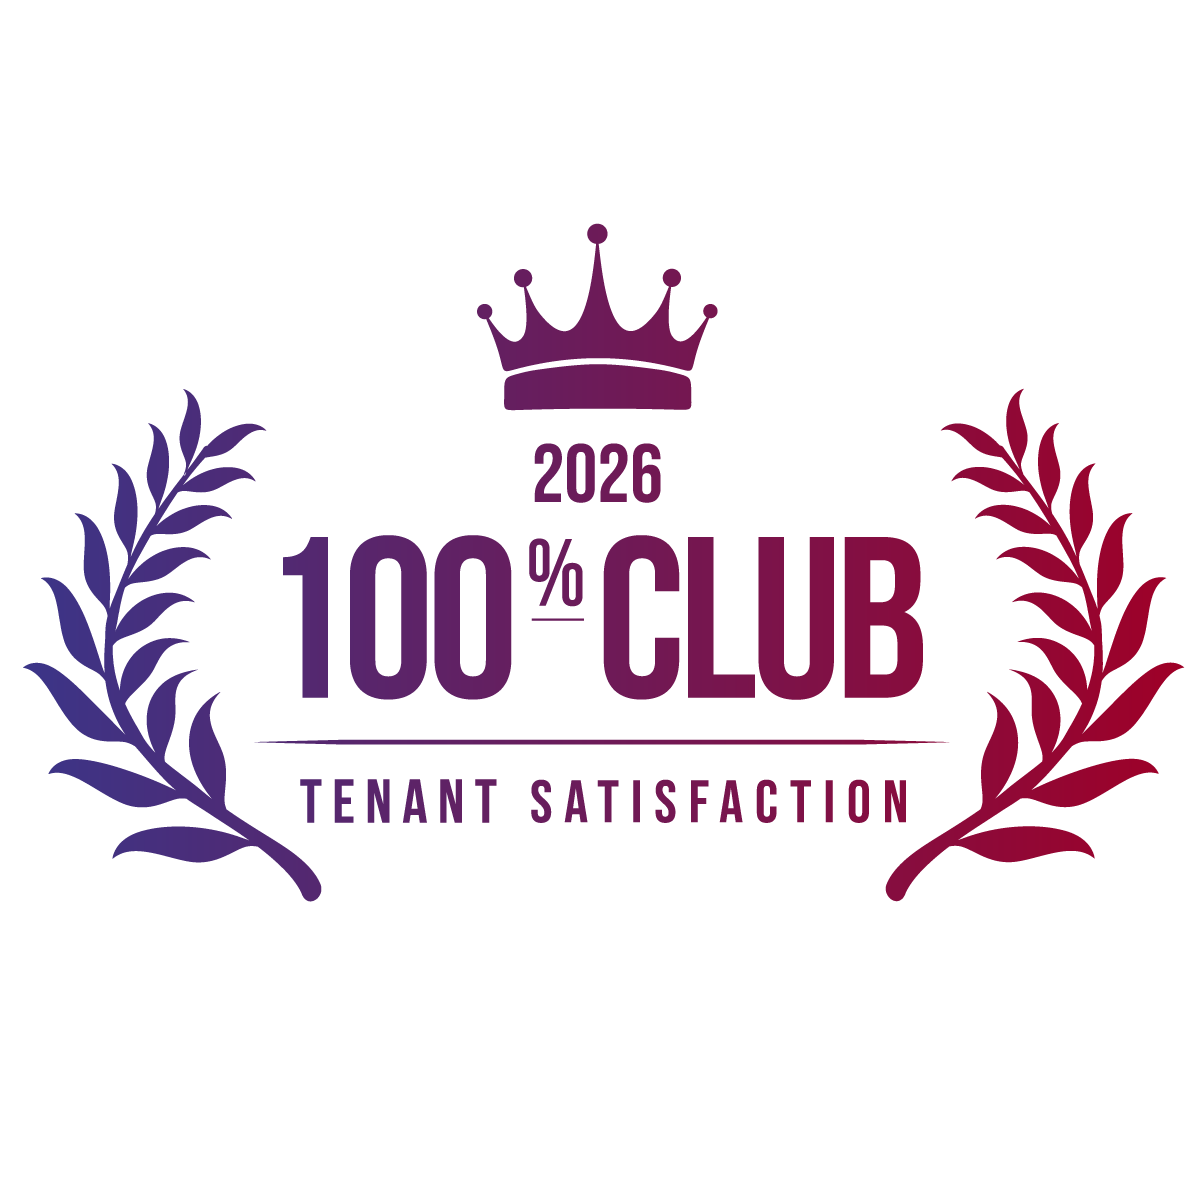 2026
100% CLUB
TENANT SATISFACTION